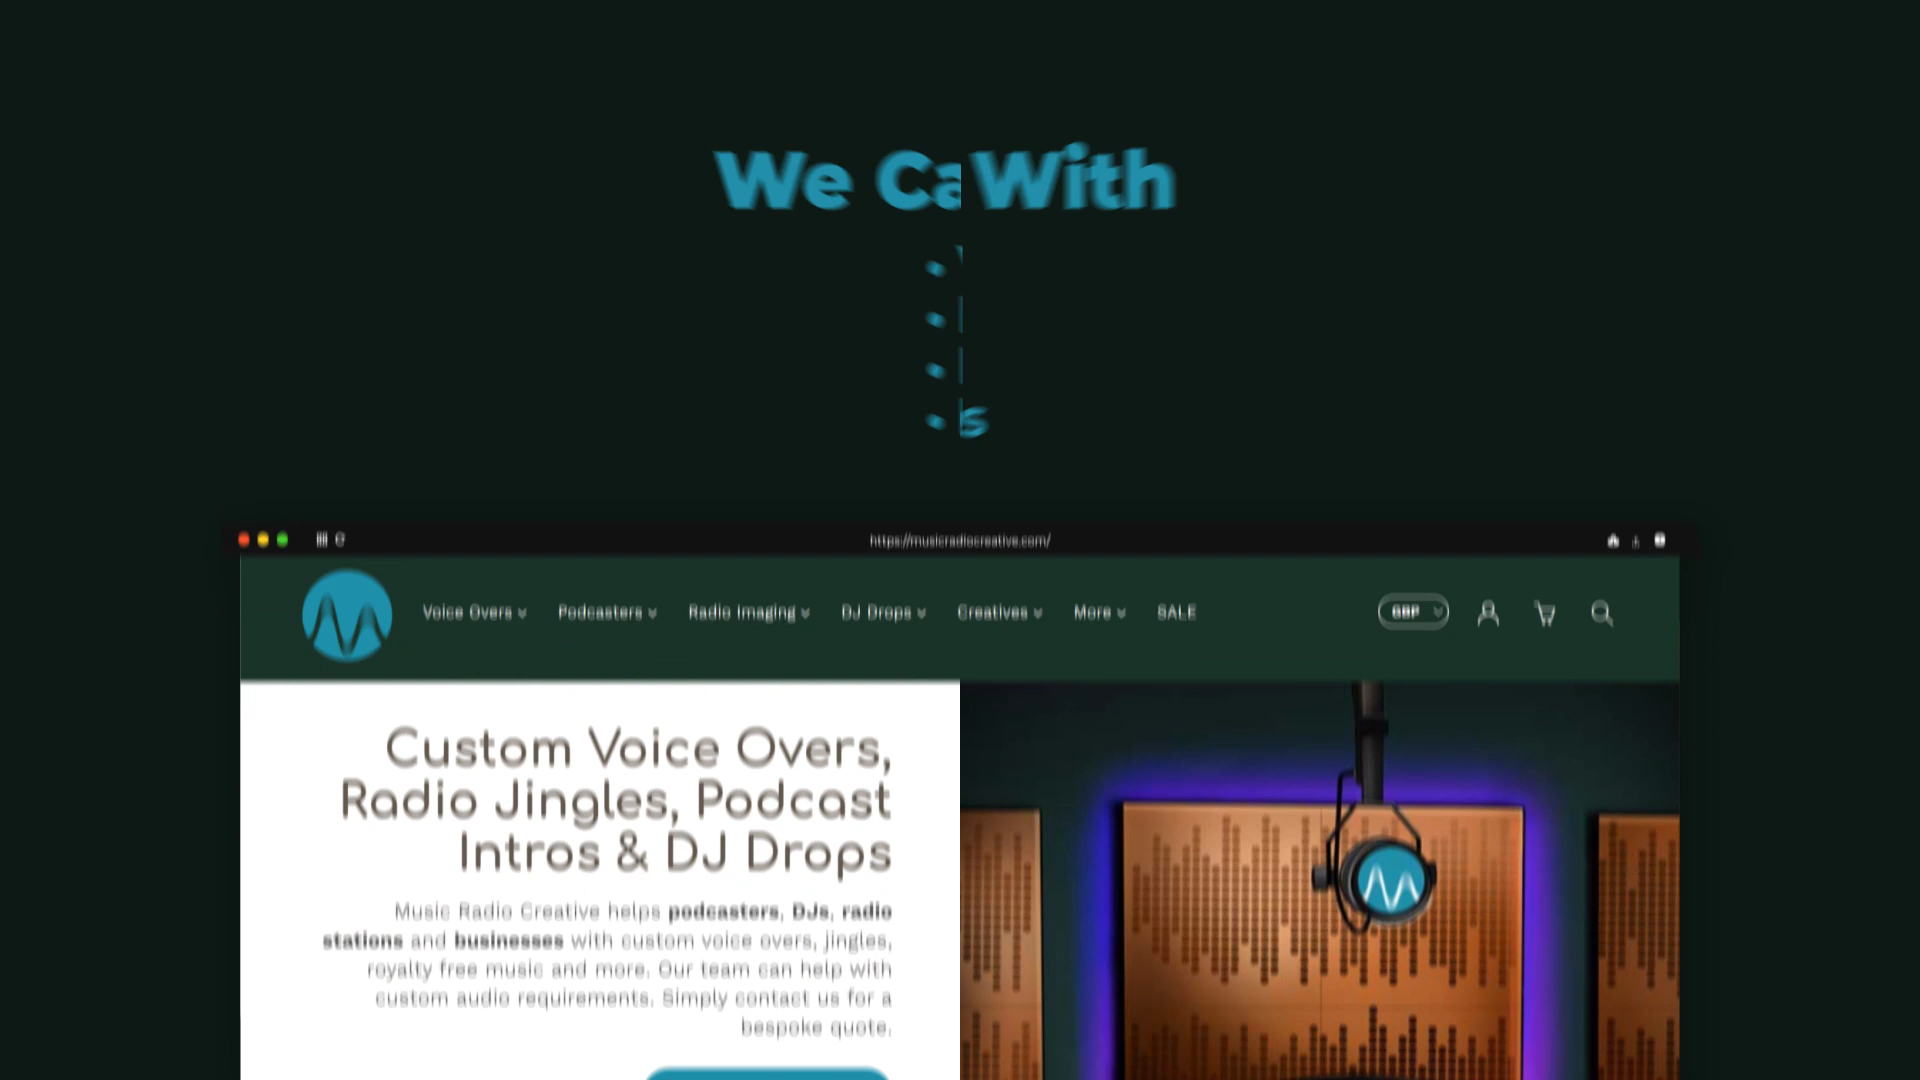 We Ca With
https://musicradiocreative.com/
Voice Overs Podcasters Radio Imaging DJ Drops Creatives More SALE GBP
Custom Voice Overs,
Radio Jingles, Podcast
Intros & DJ Drops
Music Radio Creative helps podcasters, DJs, radio
stations and businesses with custom voice overs, jingles,
royalty free music and more. Our team can help with
custom audio requirements. Simply contact us for a
bespoke quote.